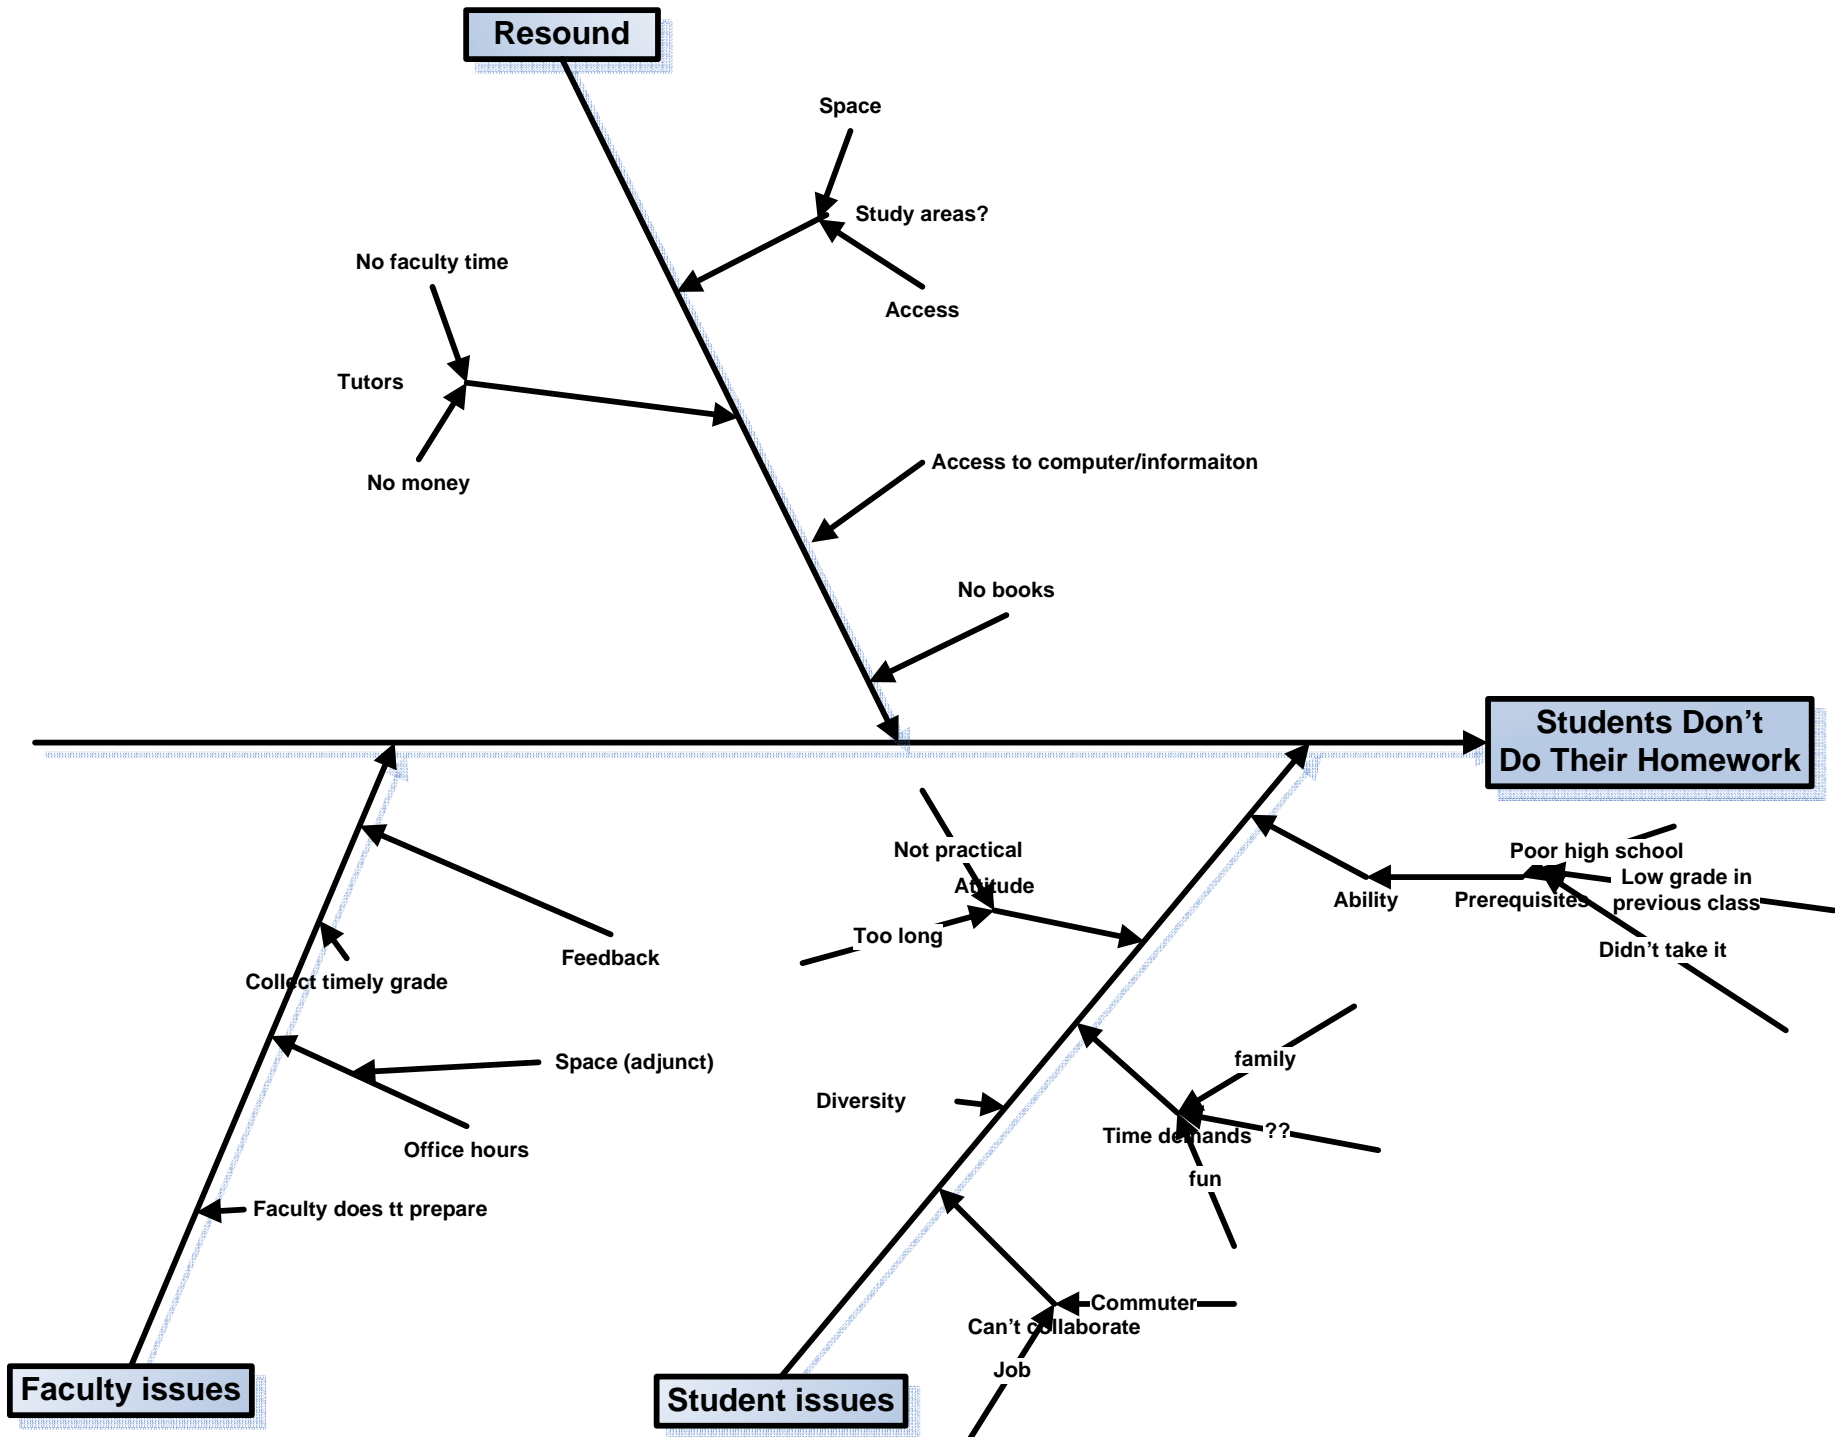 Resound
Space
Study areas?
No faculty time
Access
Tutors
Access to computer/informaiton
No money
No books
Students Don't
Do Their Homework
Not practical
Attitude
Too long
Poor high school
Low grade in
previous class
Ability
Prerequisites
Didn't take it
Feedback
Collect timely grade
Space (adjunct)
family
Diversity
Time demands
??
Office hours
fun
Faculty does tt prepare
Commuter
Can't collaborate
Job
Faculty issues
Student issues